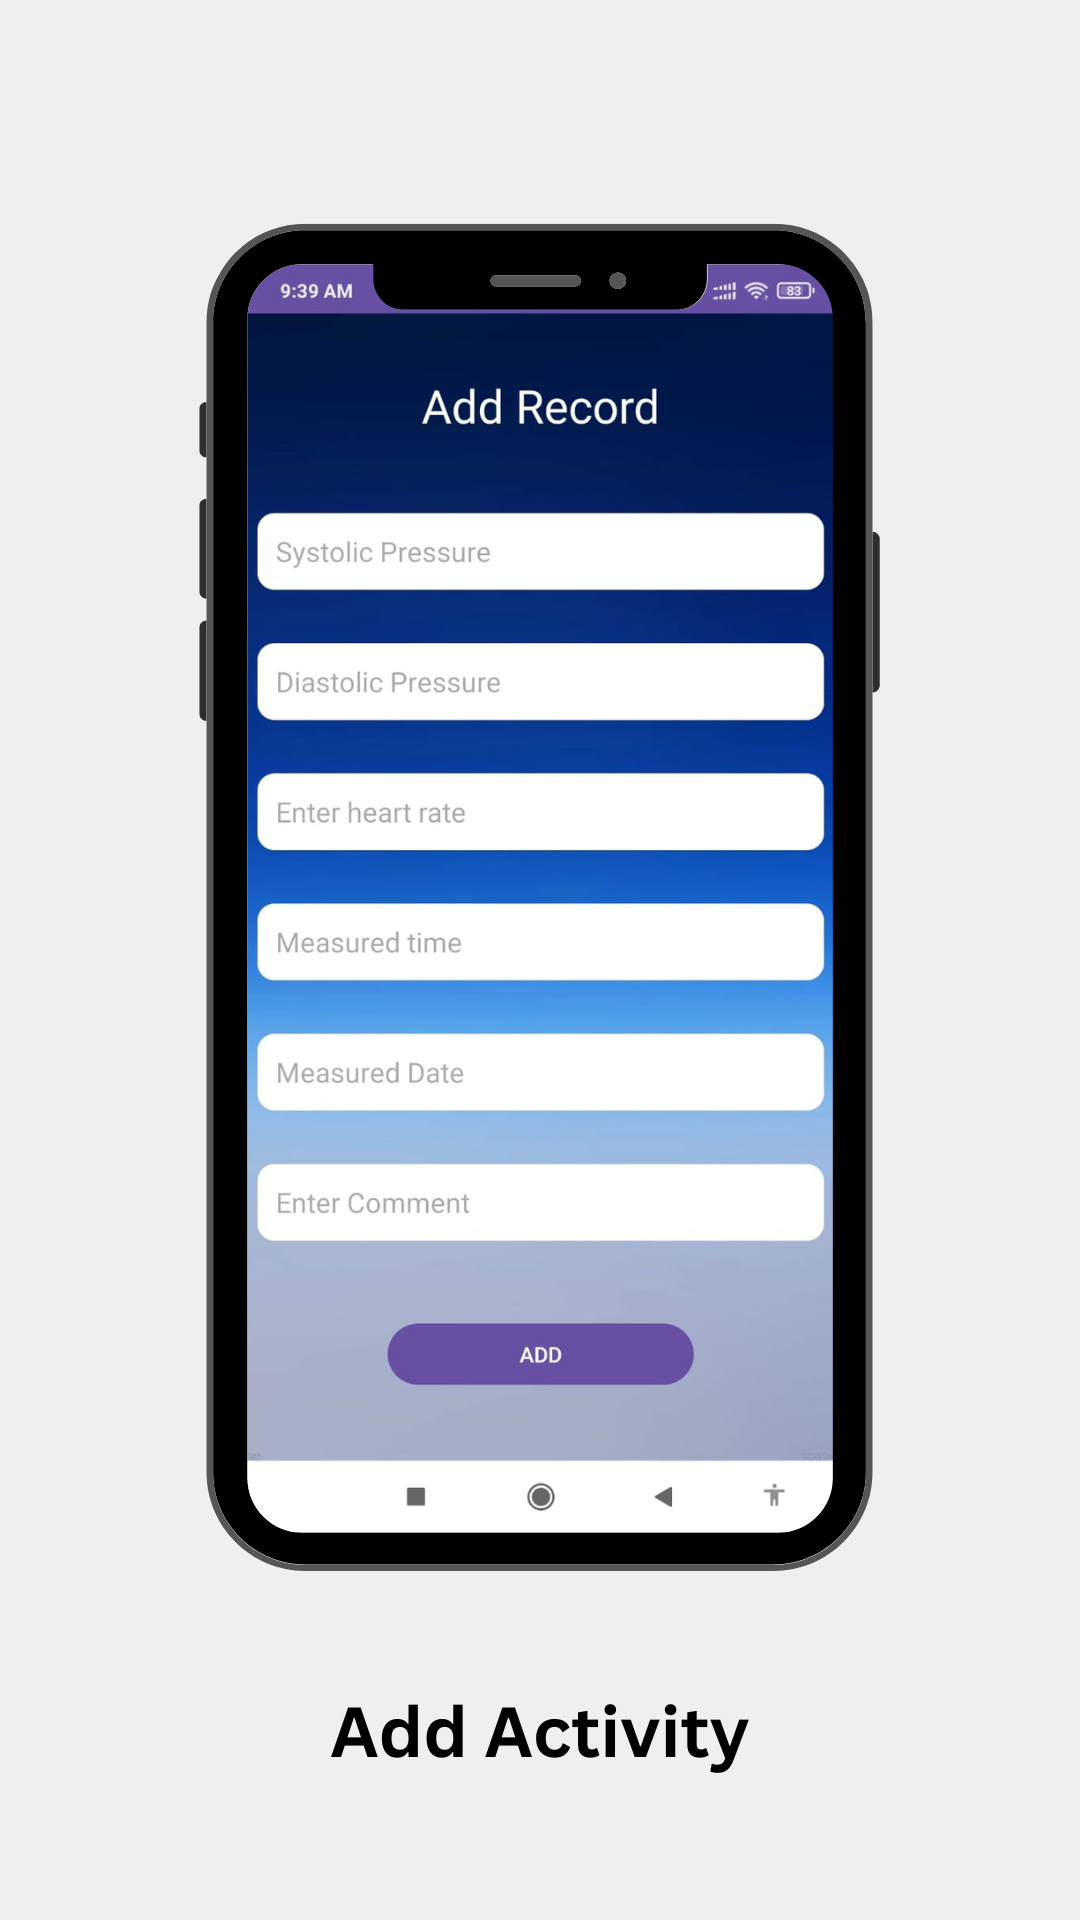 9:39 AM
83
Add Record
Systolic Pressure
Diastolic Pressure
Enter heart rate
Measured time
Measured Date
Enter Comment
ADD
Add Activity